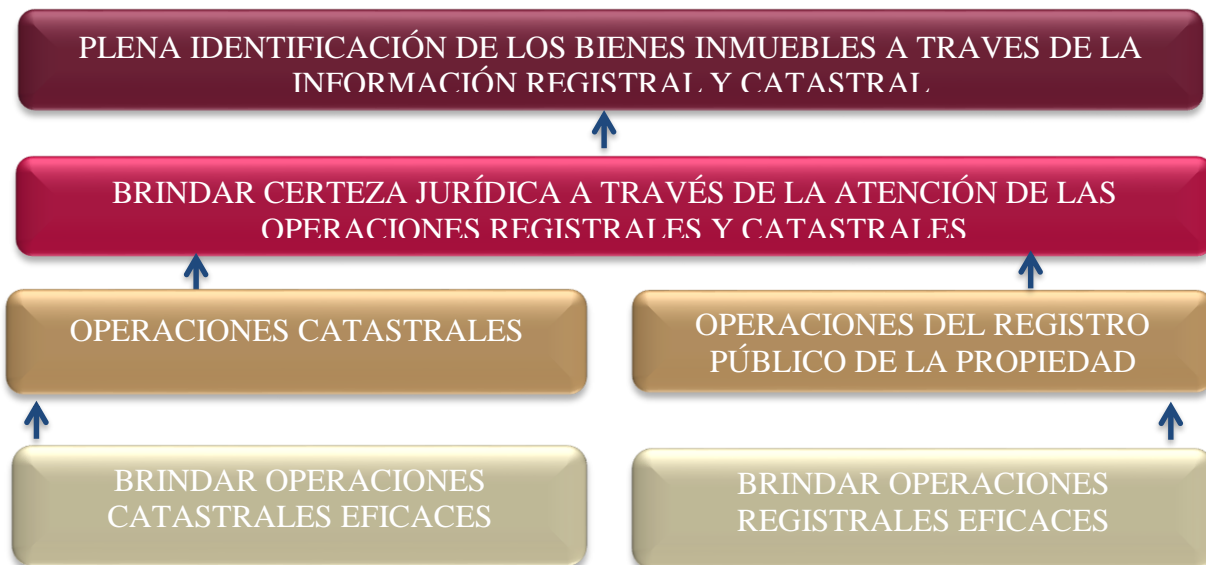 PLENA IDENTIFICACIÓN DE LOS BIENES INMUEBLES A TRAVES DE LA
INFORMACIÓN REGISTRAL Y CATASTRAL
BRINDAR CERTEZA JURÍDICA A TRAVÉS DE LA ATENCIÓN DE LAS
OPERACIONES REGISTRALES Y CATASTRALES
OPERACIONES CATASTRALES
OPERACIONES DEL REGISTRO
PÚBLICO DE LA PROPIEDAD
BRINDAR OPERACIONES
CATASTRALES EFICACES
BRINDAR OPERACIONES
REGISTRALES EFICACES